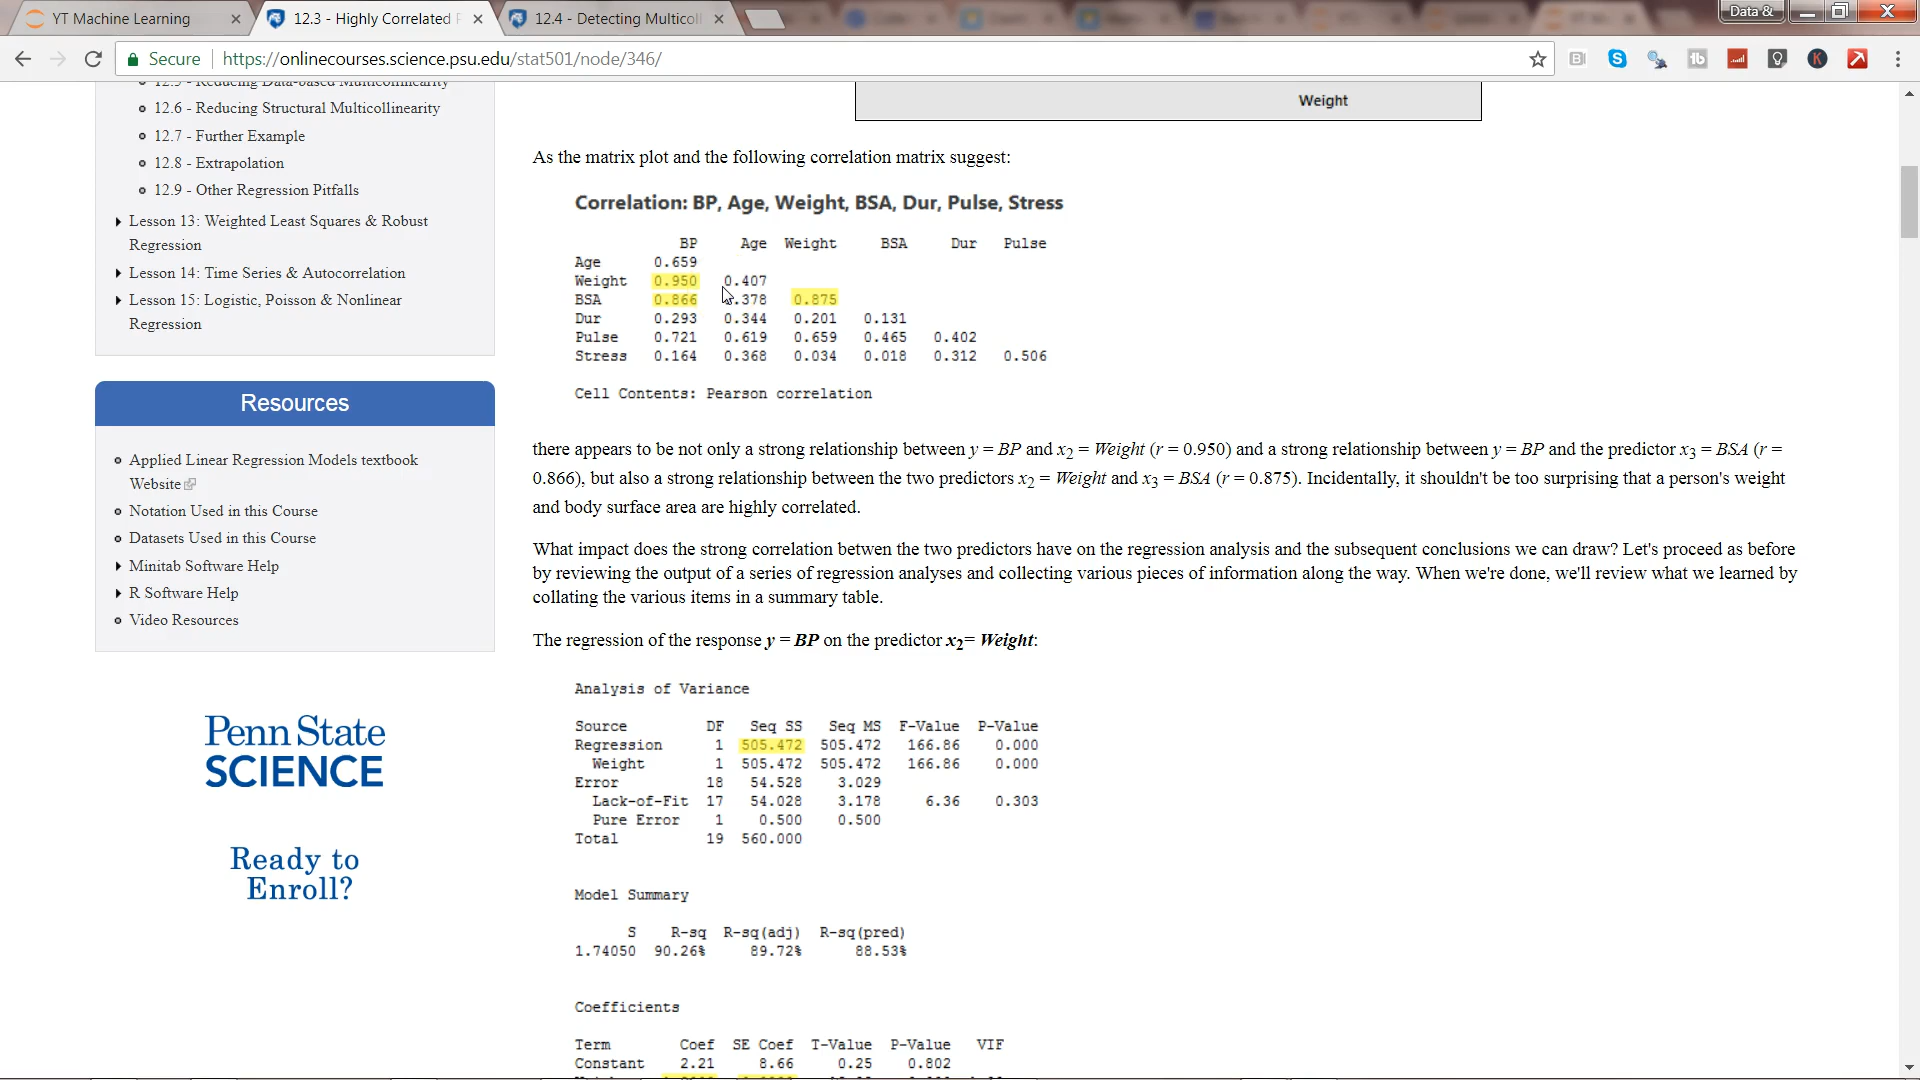 YT Machine Learning
12.3 - Highly Correlated P
12.4 - Detecting Multicoll
Data &
Secure
https://onlinecourses.science.psu.edu/stat501/node/346/
12.5 - Reducing Data-based Multicollinearity
12.6 - Reducing Structural Multicollinearity
12.7 - Further Example
12.8 - Extrapolation
12.9 - Other Regression Pitfalls
Lesson 13: Weighted Least Squares & Robust
Regression
Lesson 14: Time Series & Autocorrelation
Lesson 15: Logistic, Poisson & Nonlinear
Regression
Resources
Applied Linear Regression Models textbook
Website
Notation Used in this Course
Datasets Used in this Course
Minitab Software Help
R Software Help
Video Resources
Penn State
SCIENCE
Ready to
Enroll?
Weight
As the matrix plot and the following correlation matrix suggest:
Correlation: BP, Age, Weight, BSA, Dur, Pulse, Stress
BP Age Weight BSA Dur Pulse
Age 0.659
Weight 0.950 0.407
BSA 0.866 .378 0.875
Dur 0.293 0.344 0.201 0.131
Pulse 0.721 0.619 0.659 0.465 0.402
Stress 0.164 0.368 0.034 0.018 0.312 0.506
Cell Contents: Pearson correlation
there appears to be not only a strong relationship between y = BP and x2 = Weight (r = 0.950) and a strong relationship between y = BP and the predictor x3 = BSA (r =
0.866), but also a strong relationship between the two predictors x2 = Weight and x3 = BSA (r = 0.875). Incidentally, it shouldn't be too surprising that a person's weight
and body surface area are highly correlated.
What impact does the strong correlation betwen the two predictors have on the regression analysis and the subsequent conclusions we can draw? Let's proceed as before
by reviewing the output of a series of regression analyses and collecting various pieces of information along the way. When we're done, we'll review what we learned by
collating the various items in a summary table.
The regression of the response y = BP on the predictor x2= Weight:
Analysis of Variance
Source DF Seq SS Seq MS F-Value P-Value
Regression 1 505.472 505.472 166.86 0.000
Weight 1 505.472 505.472 166.86 0.000
Error 18 54.528 3.029
Lack-of-Fit 17 54.028 3.178 6.36 0.303
Pure Error 1 0.500 0.500
Total 19 560.000
Model Summary
S R-sq R-sq(adj) R-sq(pred)
1.74050 90.26% 89.72% 88.53%
Coefficients
Term Coef SE Coef T-Value P-Value VIF
Constant 2.21 8.66 0.25 0.802